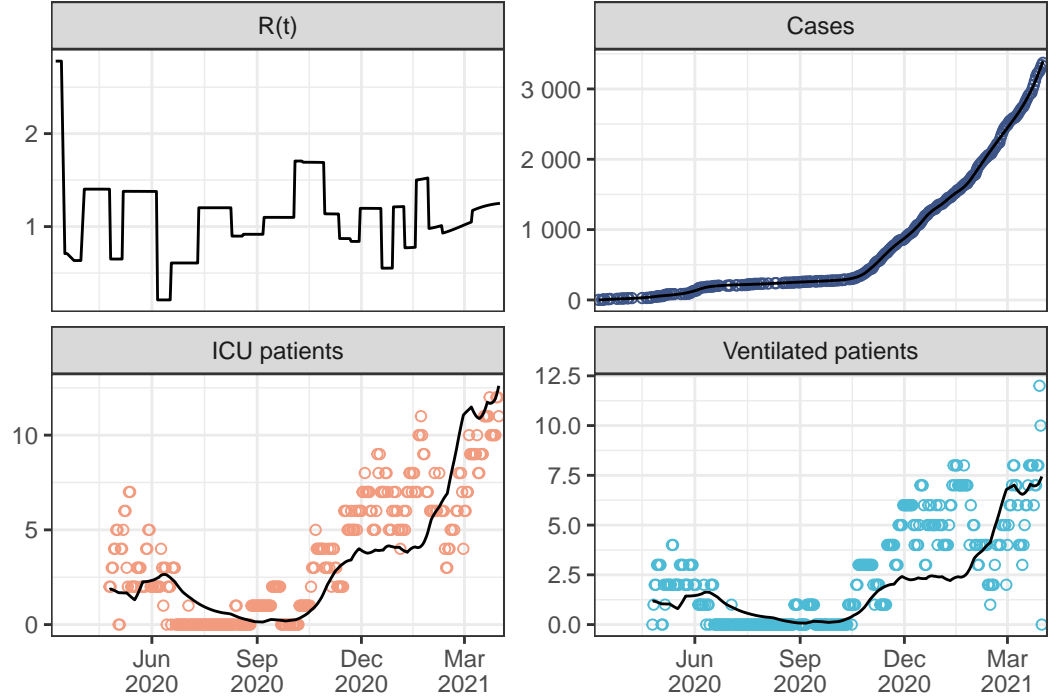 R(t)
2
1
Cases
3 000
2 000
1 000
0
ICU patients
10
5
0
Jun
2020
Sep
2020
Dec
2020
Mar
2021
Ventilated patients
12.5
10.0
7.5
5.0
2.5
0.0
Jun
2020
Sep
2020
Dec
2020
Mar
2021